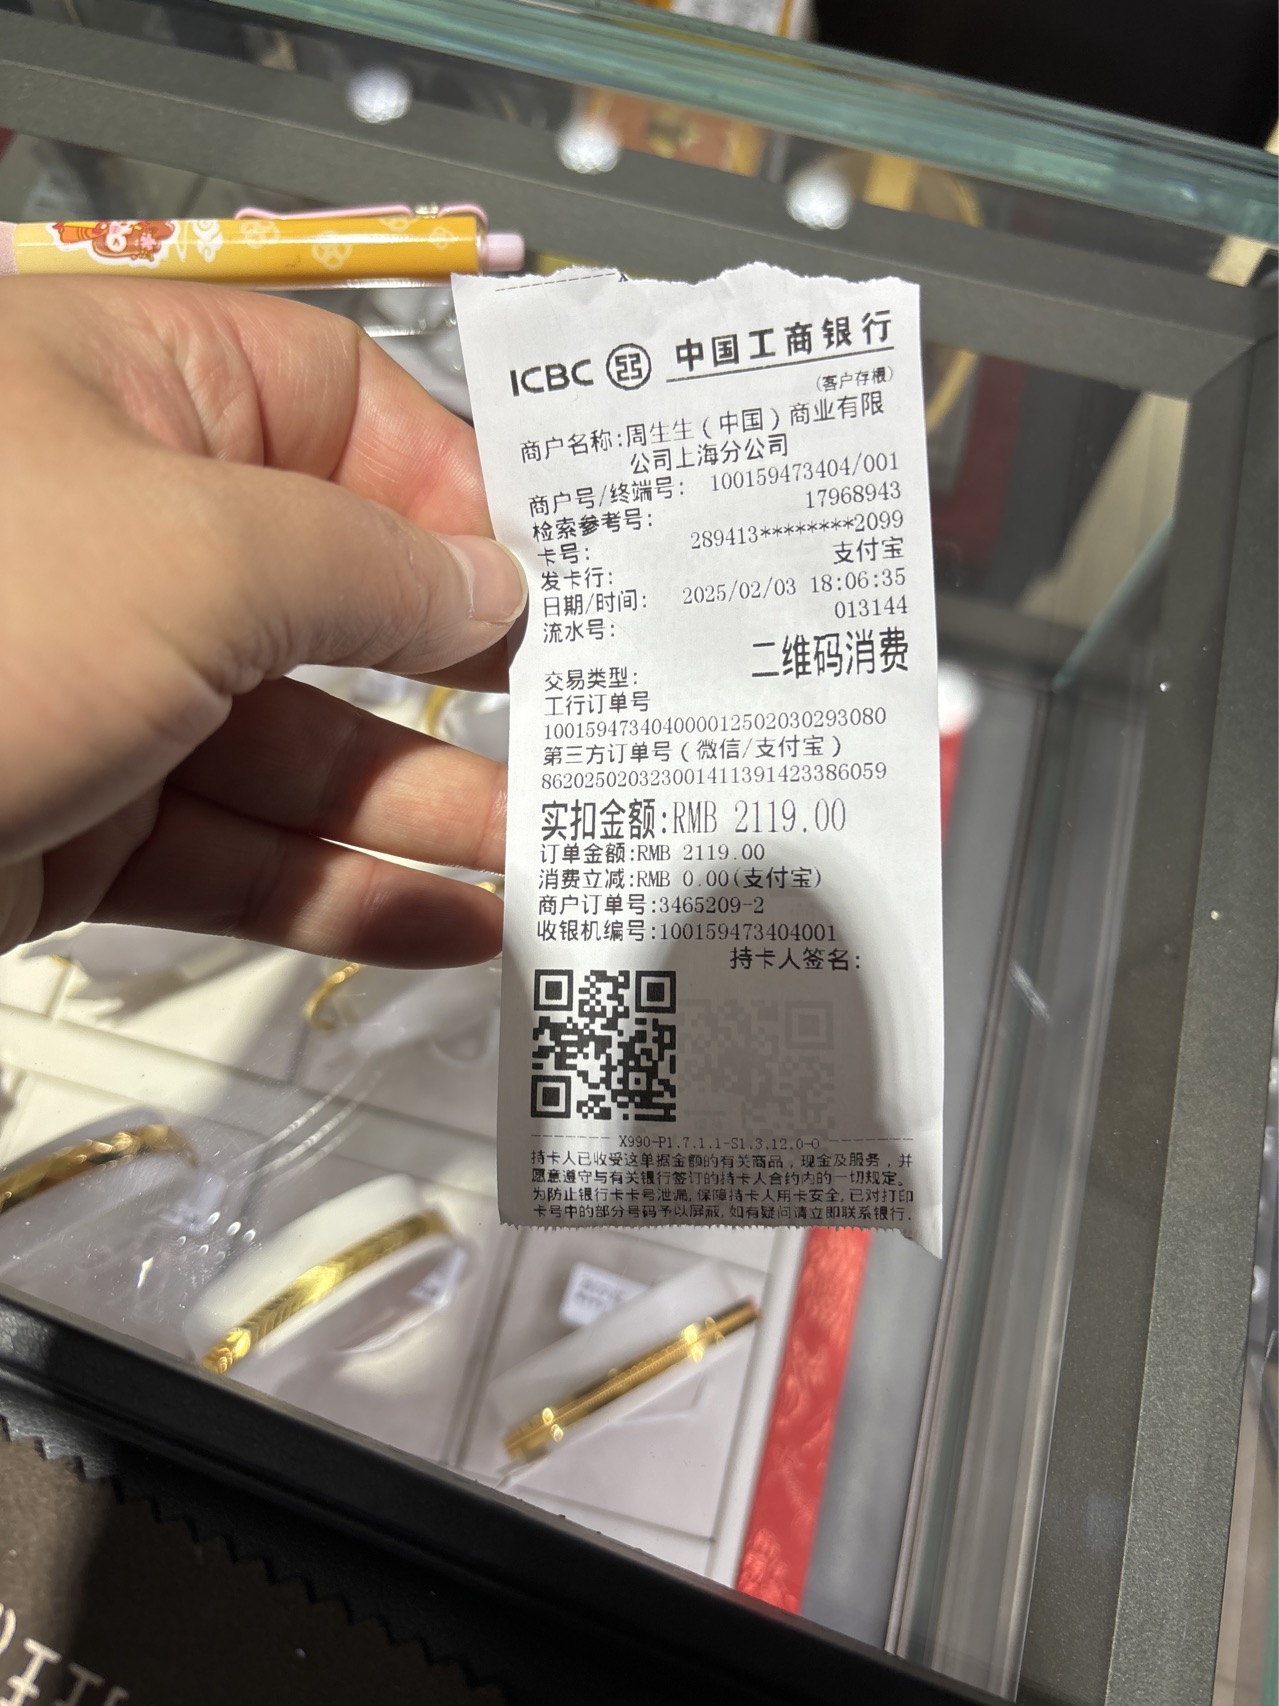 ICBC 中国工商银行
(客户存根)
商户名称:周生生(中国)商业有限
公司上海分公司
商户号/终端号: 100159473404/001
检索参考号: 17968943
卡号: 289413********2099
发卡行: 支付宝
日期/时间: 2025/02/03 18:06:35
流水号: 013144
交易类型: 二维码消费
工行订单号
100159473404000012502030293080
第三方订单号(微信/支付宝)
8620250203230014113914233860​59
实扣金额:RMB 2119.00
订单金额:RMB 2119.00
消费立减:RMB 0.00(支付宝)
商户订单号:3465209-2
收银机编号:100159473404001
持卡人签名:
X990-P1.7.1.1-S1.3.12.0-0
持卡人已收受这单据金额的有关商品,现金及服务,并
愿意遵守与有关银行签订的持卡人合约内的一切规定。
为防止银行卡卡号泄漏,保障持卡人用卡安全,已对打印
卡号中的部分号码予以屏蔽,如有疑问请立即联系银行.